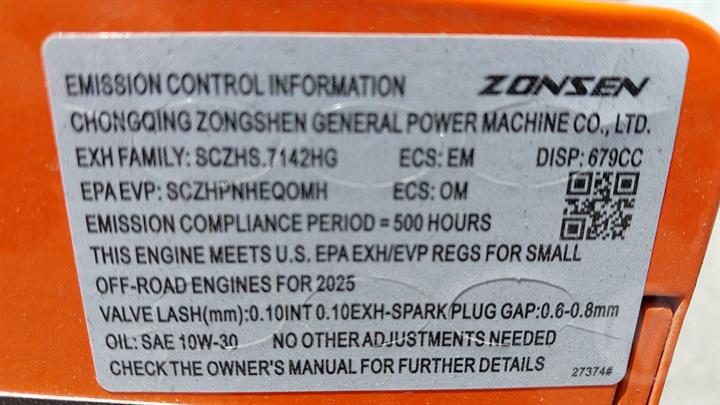 EMISSION CONTROL INFORMATION ZONSEN
CHONGQING ZONGSHEN GENERAL POWER MACHINE CO., LTD.
EXH FAMILY: SCZHS.7142HG ECS: EM DISP: 679CC
EPA EVP: SCZHPNHEQOMH ECS: OM
EMISSION COMPLIANCE PERIOD = 500 HOURS
THIS ENGINE MEETS U.S. EPA EXH/EVP REGS FOR SMALL
OFF-ROAD ENGINES FOR 2025
VALVE LASH(mm):0.10INT 0.10EXH-SPARK PLUG GAP:0.6-0.8mm
OIL: SAE 10W-30 NO OTHER ADJUSTMENTS NEEDED
CHECK THE OWNER'S MANUAL FOR FURTHER DETAILS 27374#